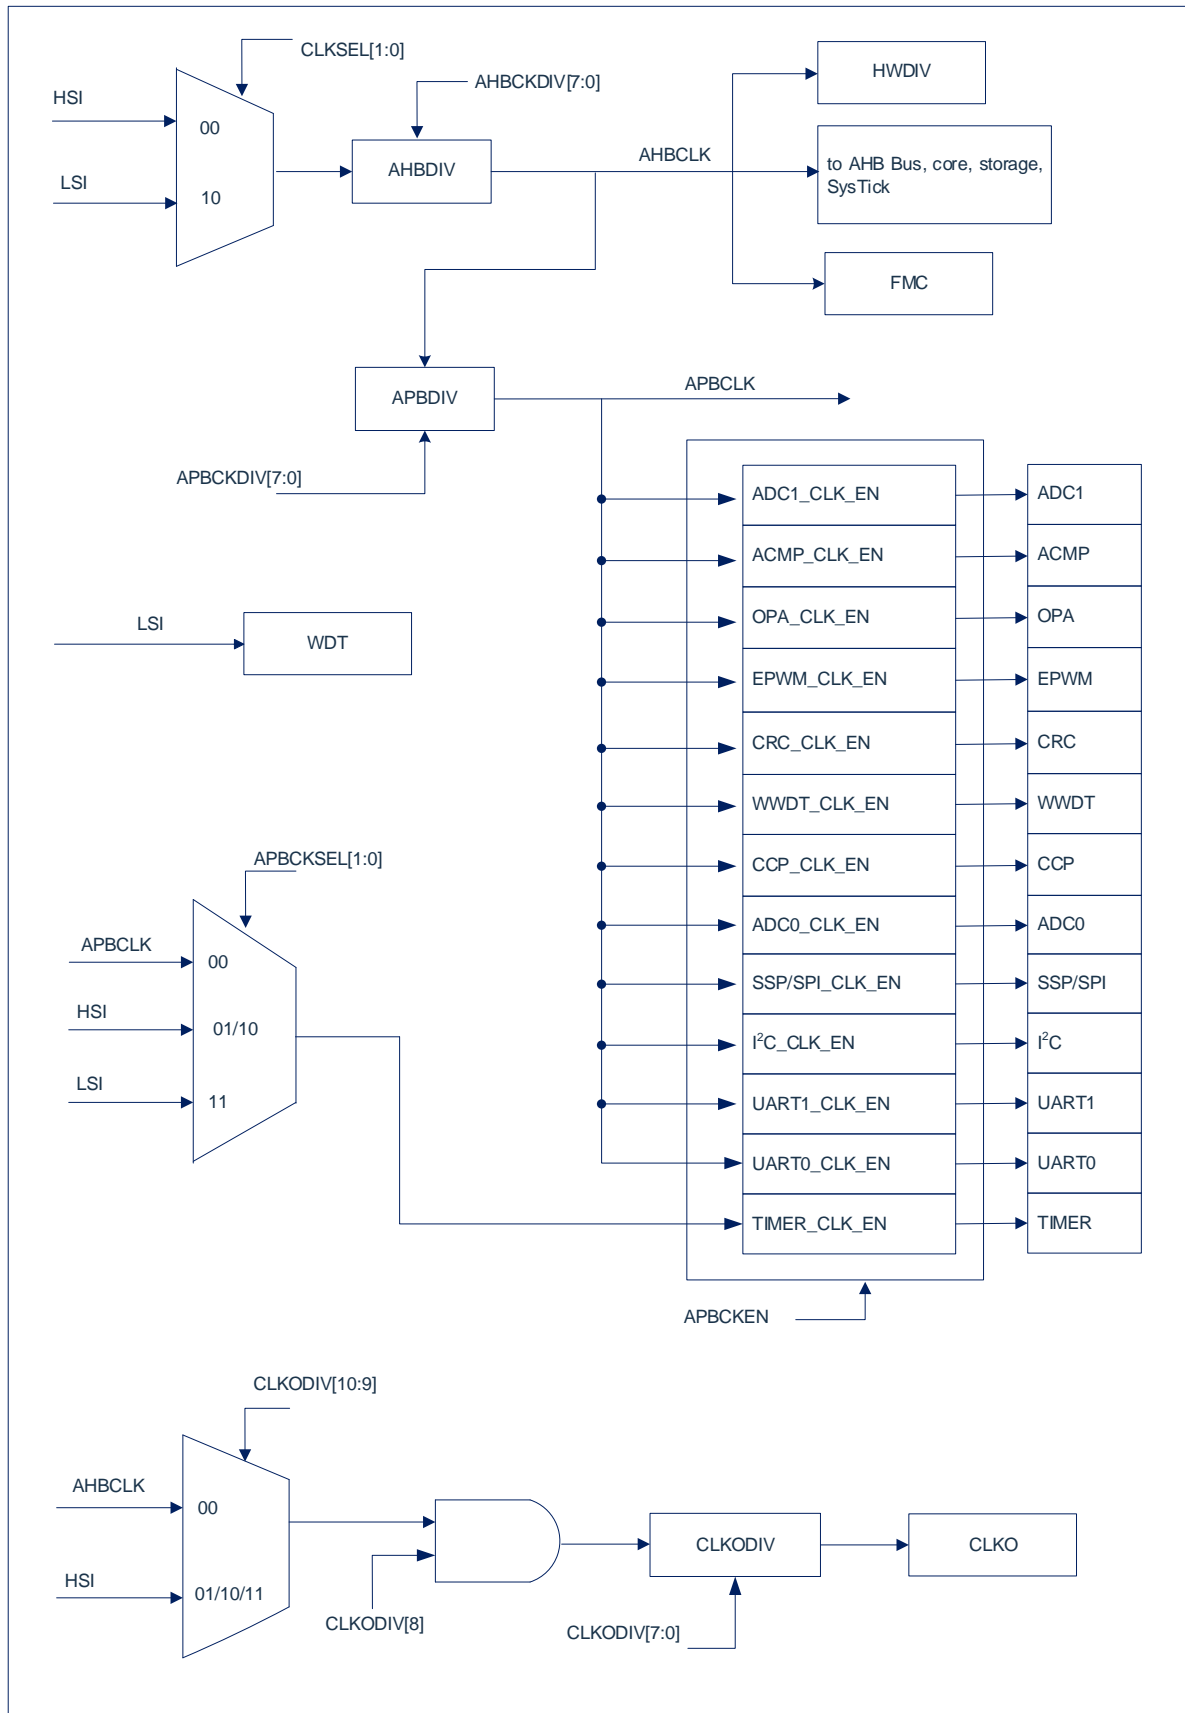 CLKSEL[1:0]
HSI
00
LSI
10
AHBCKDIV[7:0]
AHBDIV
AHBCLK
HWDIV
to AHB Bus, core, storage,
SysTick
FMC
APBDIV
APBCLK
APBCKDIV[7:0]
ADC1_CLK_EN
ADC1
ACMP_CLK_EN
ACMP
OPA_CLK_EN
OPA
EPWM_CLK_EN
EPWM
CRC_CLK_EN
CRC
WWDT_CLK_EN
WWDT
CCP_CLK_EN
CCP
ADC0_CLK_EN
ADC0
SSP/SPI_CLK_EN
SSP/SPI
I²C_CLK_EN
I²C
UART1_CLK_EN
UART1
UART0_CLK_EN
UART0
TIMER_CLK_EN
TIMER
APBCKEN
LSI
WDT
APBCKSEL[1:0]
APBCLK
00
HSI
01/10
LSI
11
CLKODIV[10:9]
AHBCLK
00
HSI
01/10/11
CLKODIV[8]
CLKODIV
CLKODIV[7:0]
CLKO